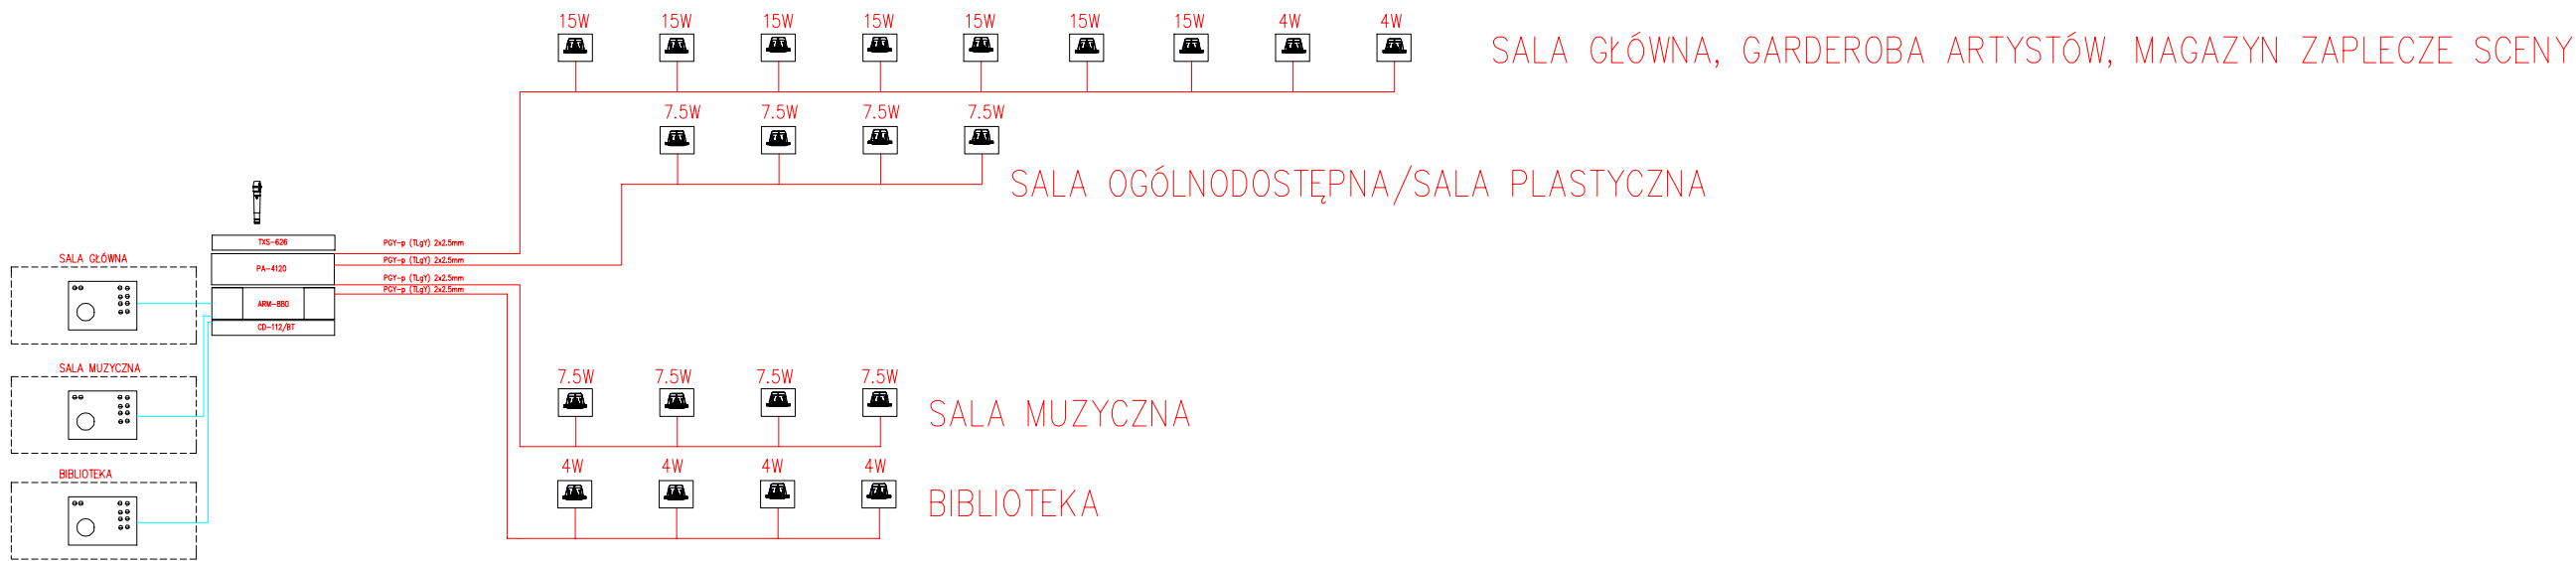 15W 15W 15W 15W 15W 15W 15W 4W 4W
SALA GŁÓWNA, GARDEROBA ARTYSTÓW, MAGAZYN ZAPLECZE SCENY
7.5W 7.5W 7.5W 7.5W
SALA OGÓLNODOSTĘPNA/SALA PLASTYCZNA
TXS-626
PGY-p (TLgY) 2x2.5mm
SALA GŁÓWNA
PA-4120
PGY-p (TLgY) 2x2.5mm
PGY-p (TLgY) 2x2.5mm
PGY-p (TLgY) 2x2.5mm
ARM-880
CD-112/BT
SALA MUZYCZNA
7.5W 7.5W 7.5W 7.5W
SALA MUZYCZNA
BIBLIOTEKA
4W 4W 4W 4W
BIBLIOTEKA